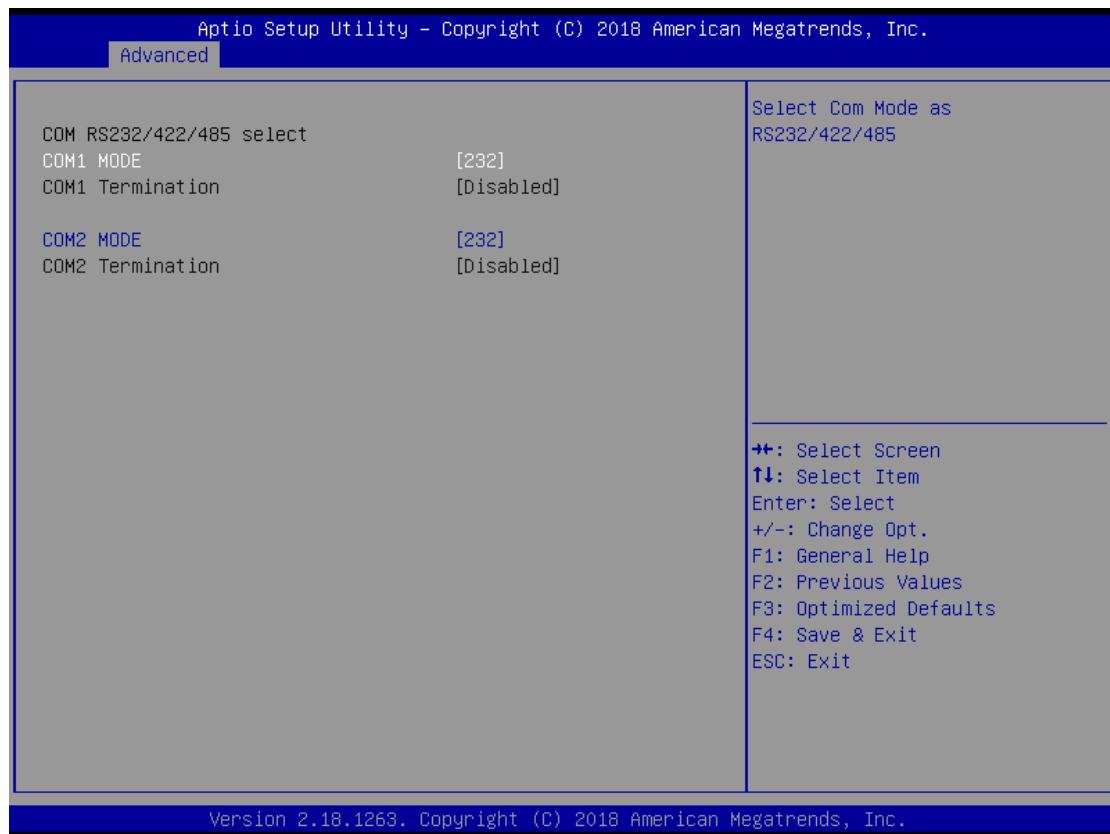 Aptio Setup Utility – Copyright (C) 2018 American Megatrends, Inc.
Advanced
COM RS232/422/485 select
COM1 MODE [232]
COM1 Termination [Disabled]
COM2 MODE [232]
COM2 Termination [Disabled]
Select Com Mode as
RS232/422/485
→←: Select Screen
↑↓: Select Item
Enter: Select
+/-: Change Opt.
F1: General Help
F2: Previous Values
F3: Optimized Defaults
F4: Save & Exit
ESC: Exit
Version 2.18.1263. Copyright (C) 2018 American Megatrends, Inc.